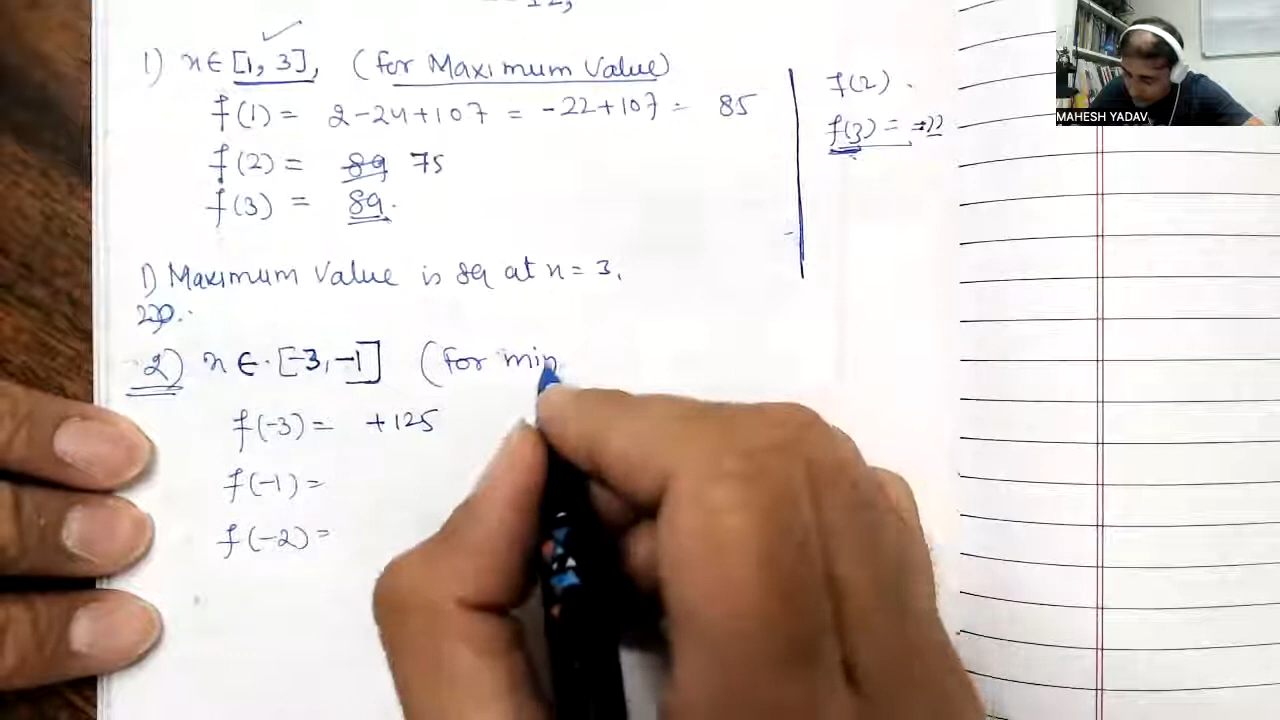 1) x ∈ [1, 3], (for Maximum Value)
f(1) = 2-24+107 = -22+107 = 85
f(2) = 89 75
f(3) = 89.
f(2).
f(3) =
1) Maximum Value is 89 at x = 3.
2) x ∈ [-3, -1] (for min
f(-3) = +125
f(-1) =
f(-2) =
MAHESH YADAV